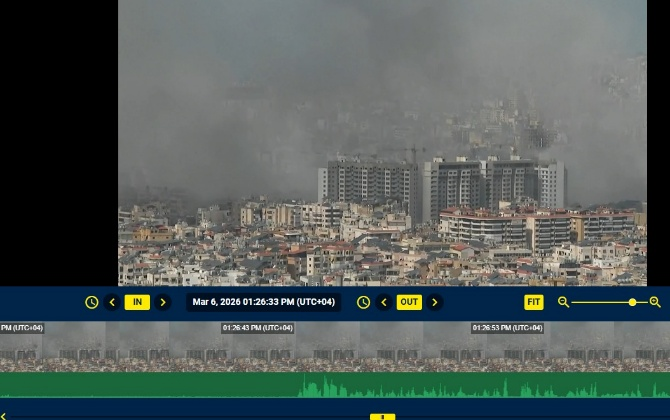 IN
Mar 6, 2026 01:26:33 PM (UTC+04)
OUT
FIT
PM (UTC+04)
01:26:43 PM (UTC+04)
01:26:53 PM (UTC+04)